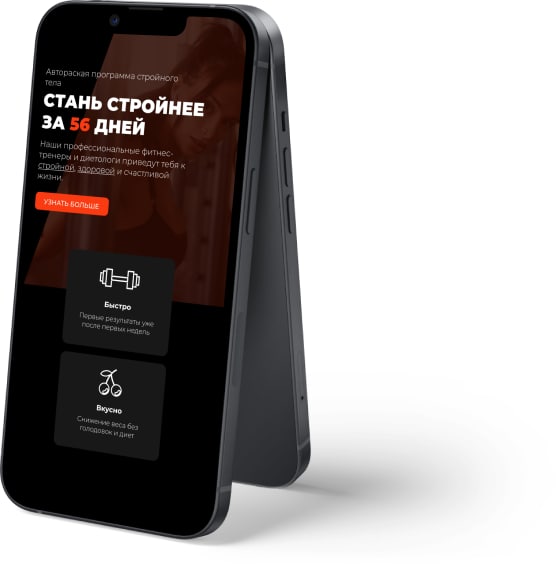 Автораская программа стройного
тела
СТАНЬ СТРОЙНЕЕ
ЗА 56 ДНЕЙ
Наши профессиональные фитнес-
тренеры и диетологи приведут тебя к
стройной, здоровой и счастливой
жизни.
УЗНАТЬ БОЛЬШЕ
Быстро
Первые результаты уже
после первых недель
Вкусно
Снижение веса без
голодовок и диет